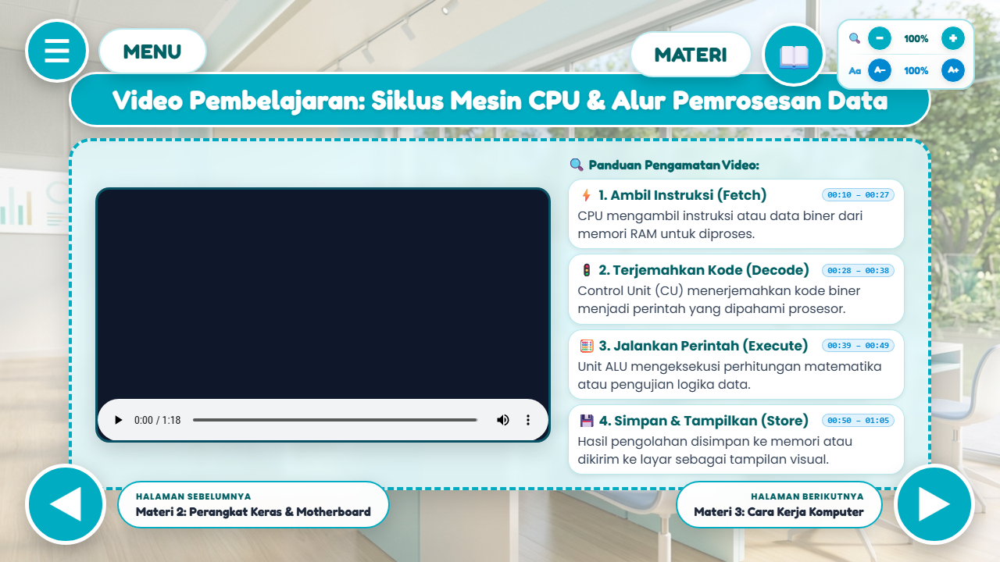 MENU
MATERI
100%
Aa
A-
100%
A+
Video Pembelajaran: Siklus Mesin CPU & Alur Pemrosesan Data
Panduan Pengamatan Video:
1. Ambil Instruksi (Fetch)
00:10 – 00:27
CPU mengambil instruksi atau data biner dari
memori RAM untuk diproses.
2. Terjemahkan Kode (Decode)
00:28 – 00:38
Control Unit (CU) menerjemahkan kode biner
menjadi perintah yang dipahami prosesor.
3. Jalankan Perintah (Execute)
00:39 – 00:49
Unit ALU mengeksekusi perhitungan matematika
atau pengujian logika data.
4. Simpan & Tampilkan (Store)
00:50 – 01:05
Hasil pengolahan disimpan ke memori atau
dikirim ke layar sebagai tampilan visual.
0:00 / 1:18
HALAMAN SEBELUMNYA
Materi 2: Perangkat Keras & Motherboard
HALAMAN BERIKUTNYA
Materi 3: Cara Kerja Komputer